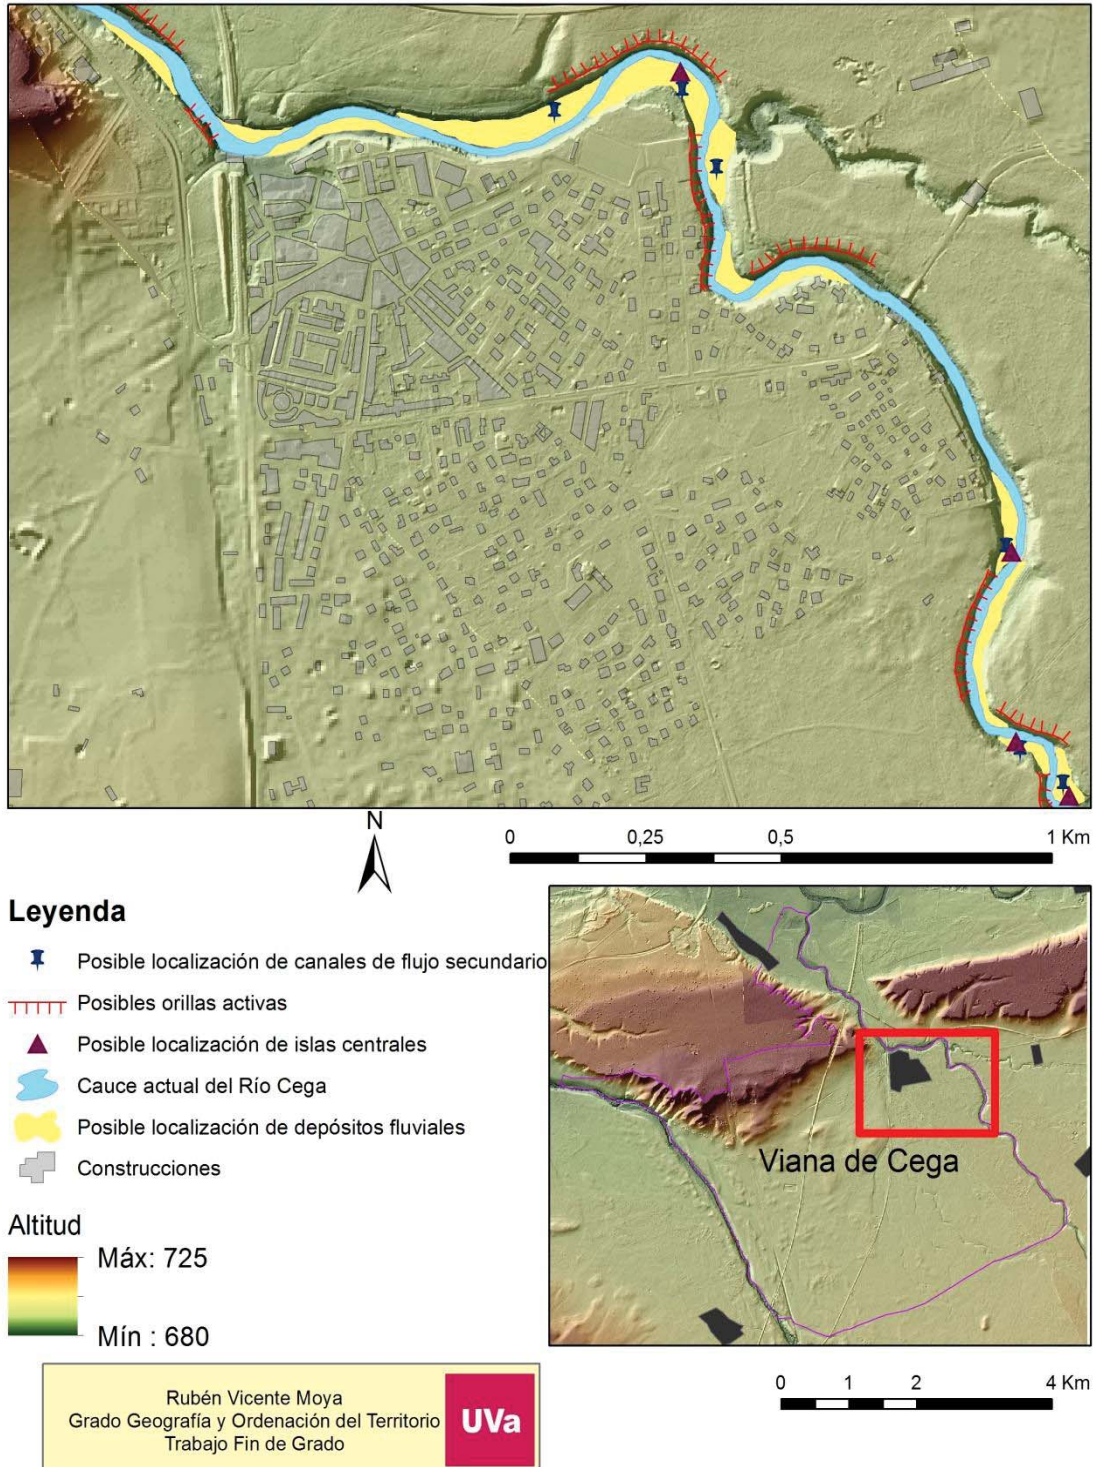 N
0 0,25 0,5 1 Km
Leyenda
Posible localización de canales de flujo secundario
Posibles orillas activas
Posible localización de islas centrales
Cauce actual del Río Cega
Posible localización de depósitos fluviales
Construcciones
Altitud
Máx: 725
Mín : 680
Viana de Cega
0 1 2 4 Km
Rubén Vicente Moya
Grado Geografía y Ordenación del Territorio
Trabajo Fin de Grado
UVa